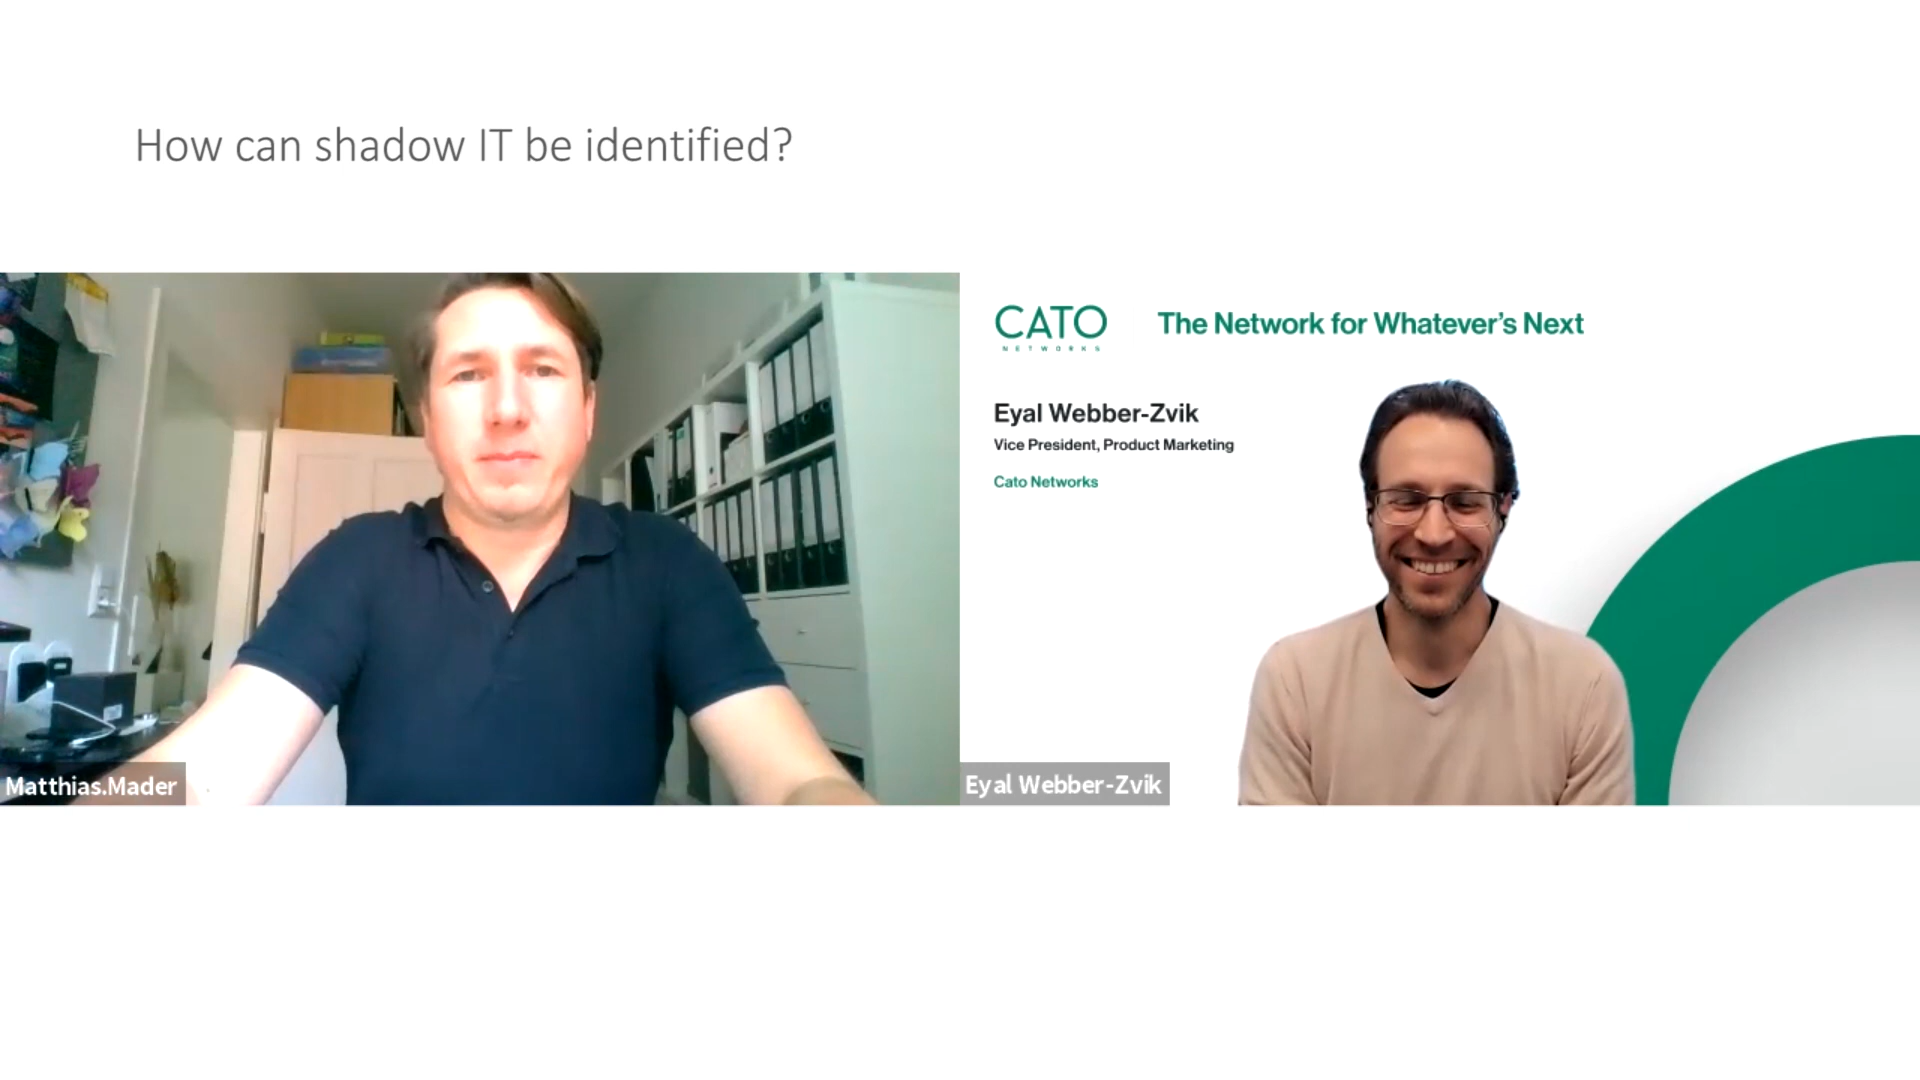 How can shadow IT be identified?
CATO
NETWORKS
The Network for Whatever's Next
Eyal Webber-Zvik
Vice President, Product Marketing
Cato Networks
Matthias.Mader
Eyal Webber-Zvik